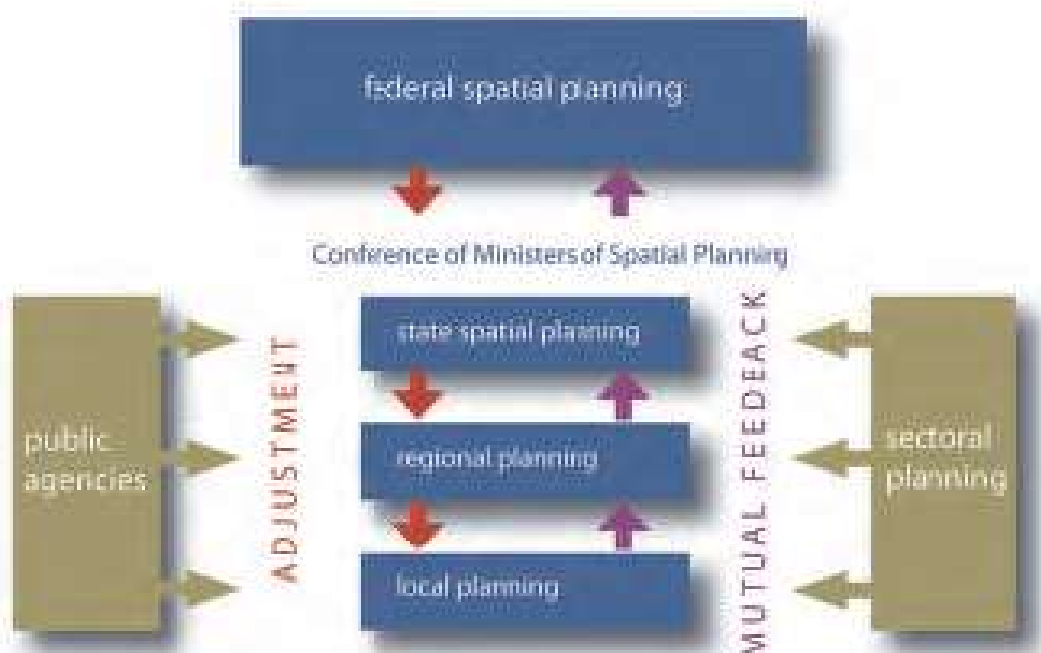 federal spatial planning
Conference of Ministers of Spatial Planning
state spatial planning
regional planning
local planning
public
agencies
ADJUSTMENT
MUTUAL FEEDEACK
sectoral
planning